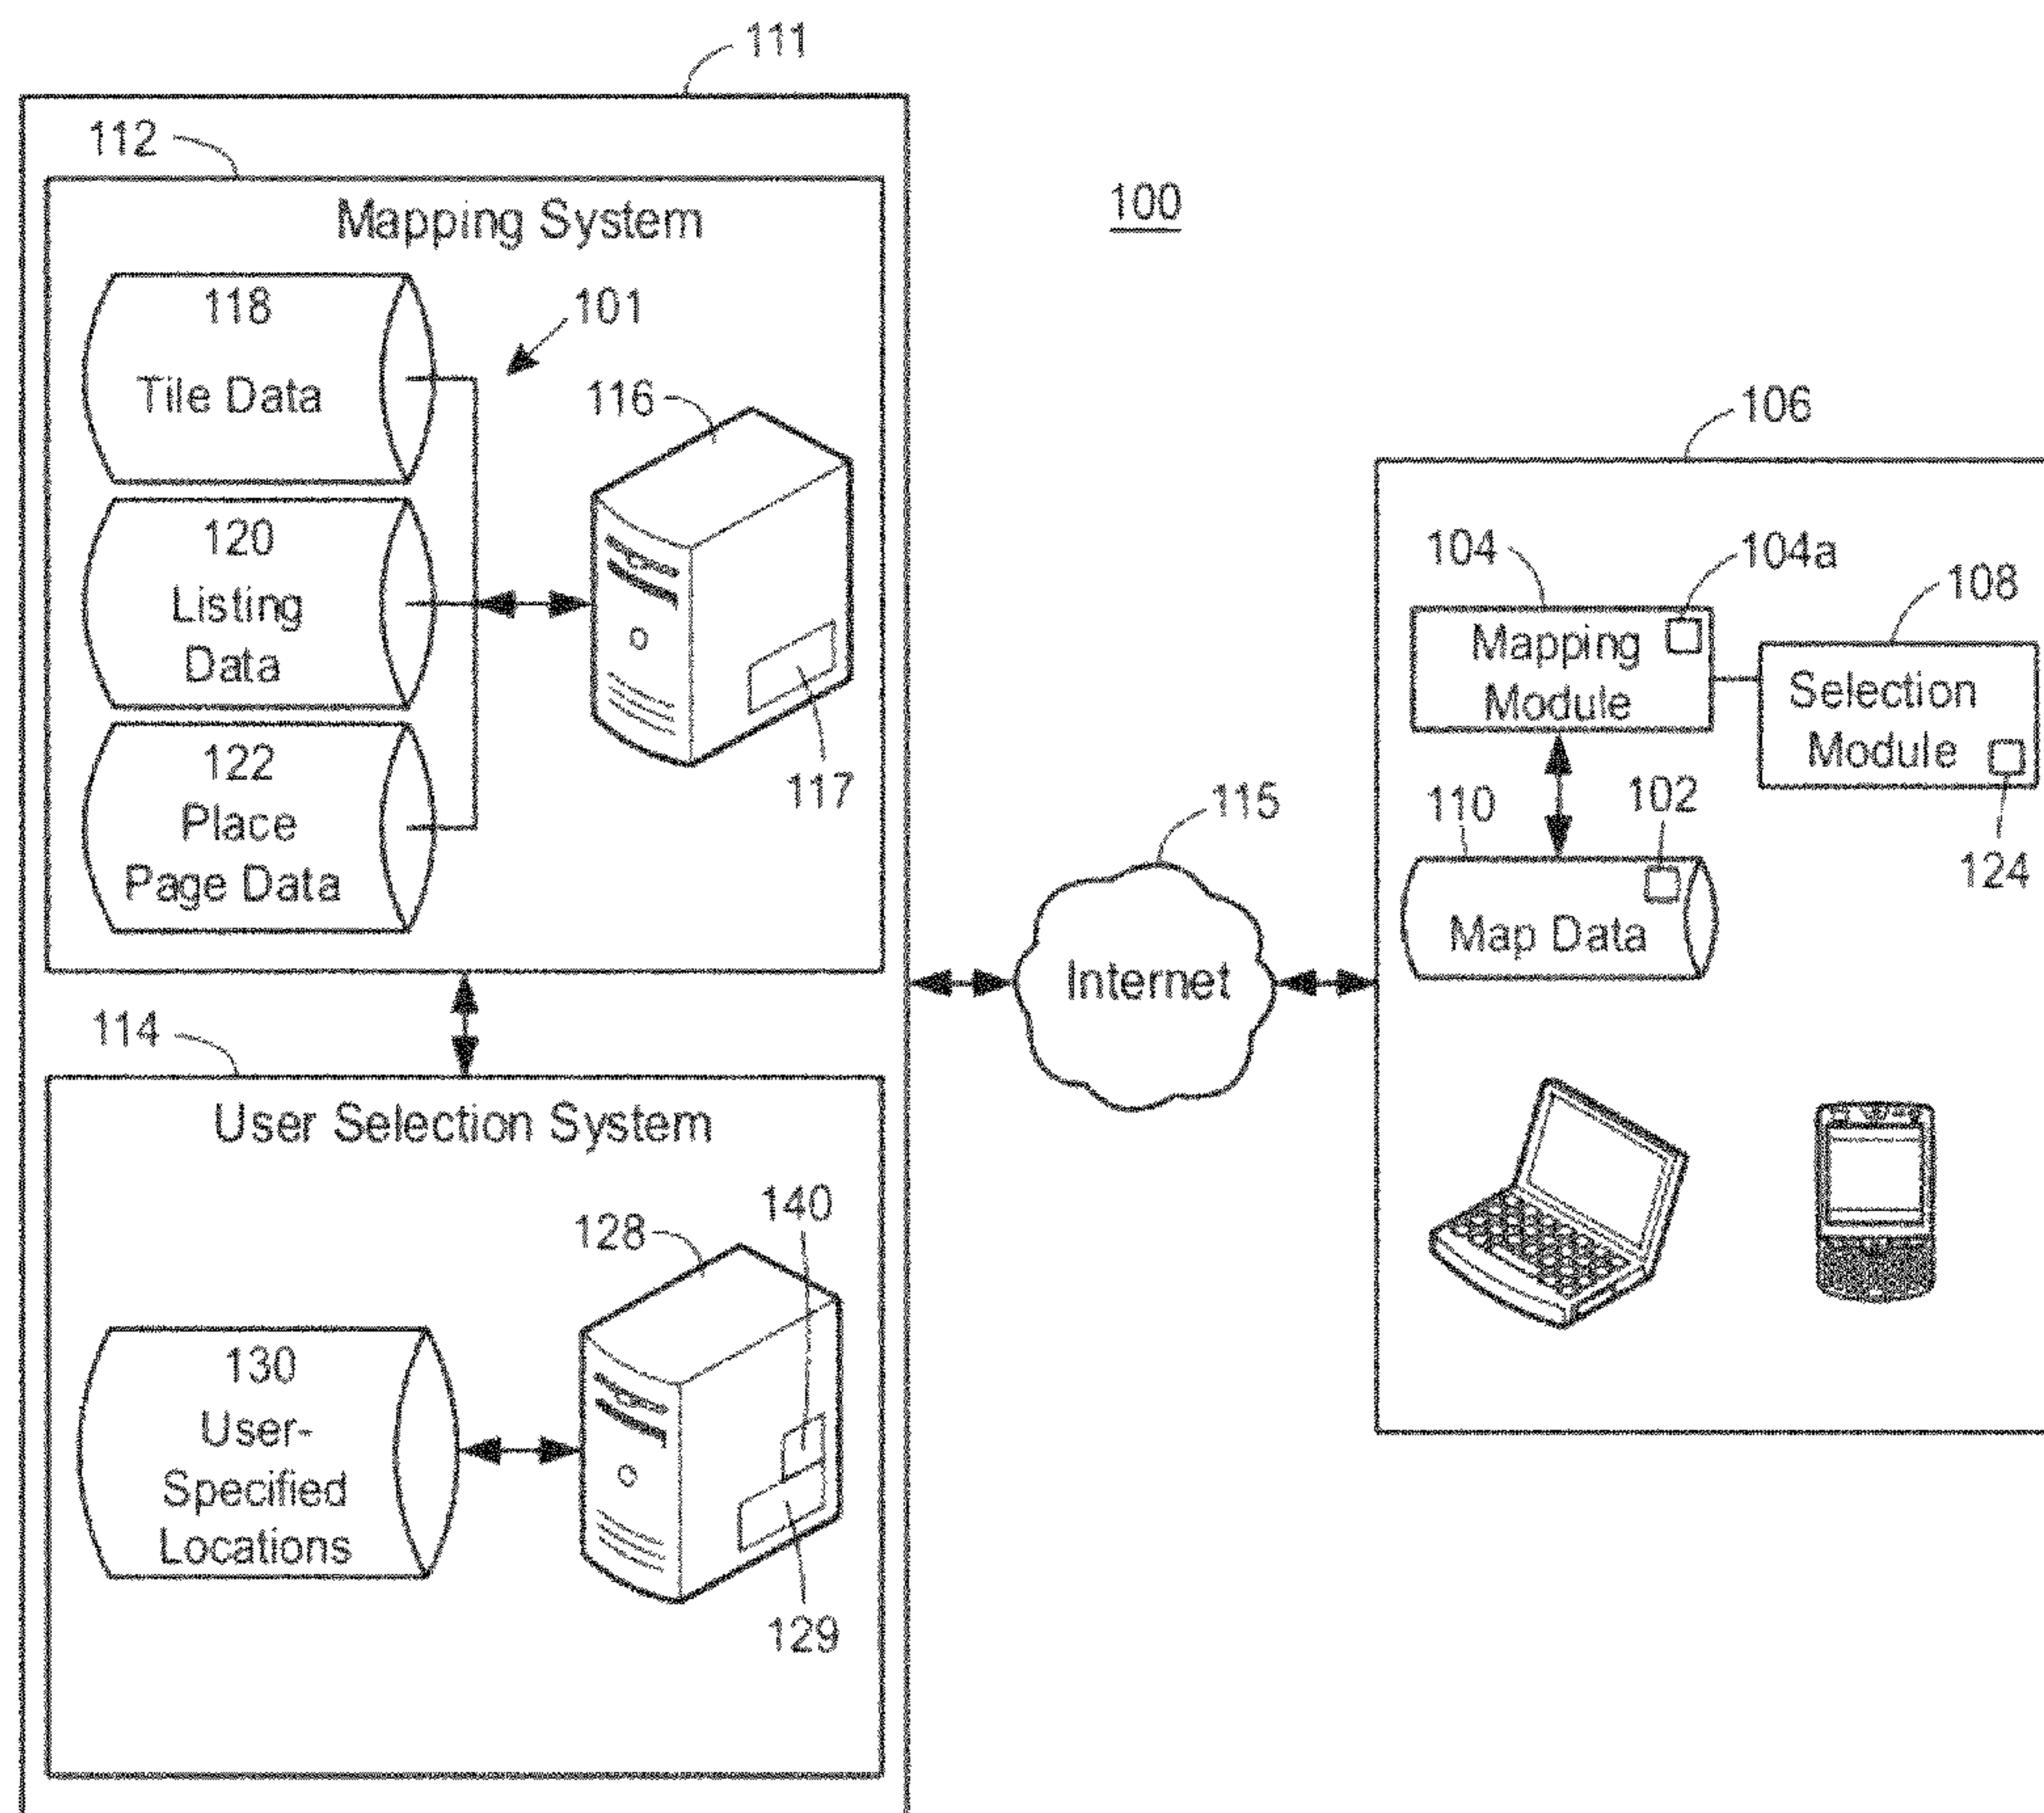 111
112
Mapping System
100
118
Tile Data
101
116
106
120
Listing
Data
104
104a
108
Mapping
Module
Selection
Module
122
Place
Page Data
117
115
110
102
124
Map Data
Internet
114
User Selection System
128
140
130
User-
Specified
Locations
129